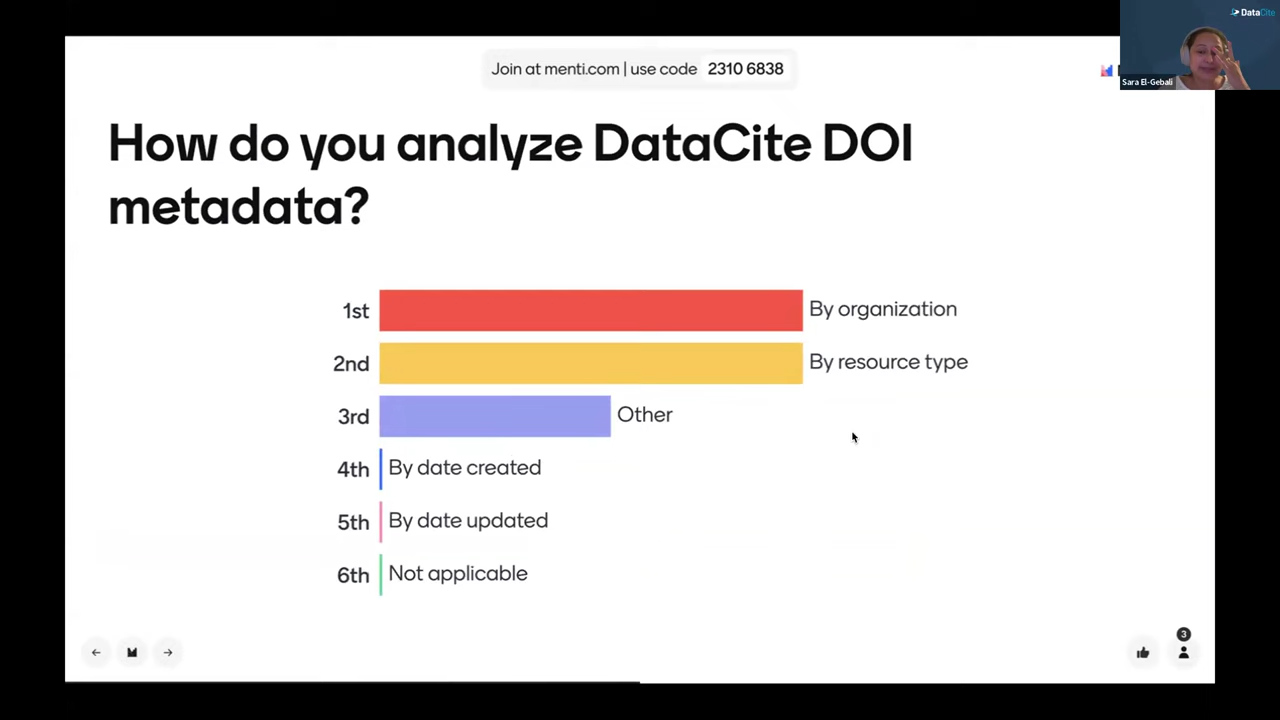 DataCite
Sara El-Gebali
Join at menti.com | use code 2310 6838
How do you analyze DataCite DOI
metadata?
1st By organization
2nd By resource type
3rd Other
4th By date created
5th By date updated
6th Not applicable
3